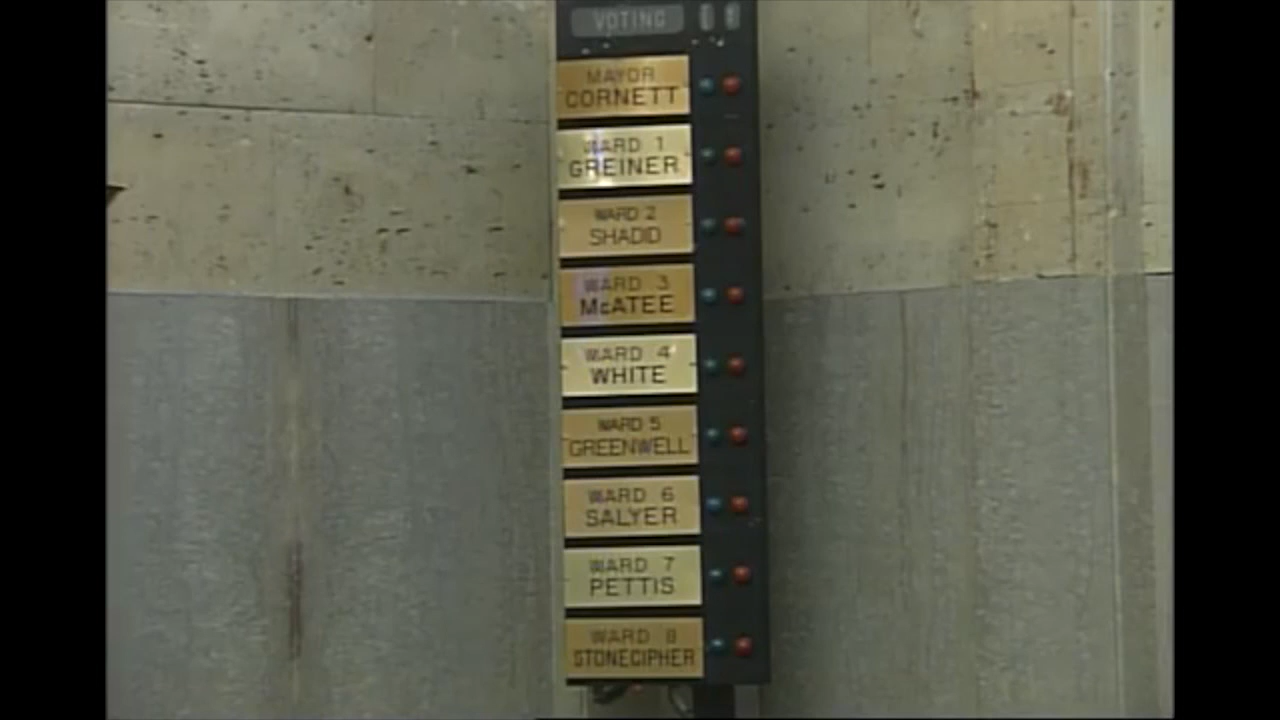 VOTING
MAYOR
CORNETT
WARD 1
GREINER
WARD 2
SHADID
WARD 3
McATEE
WARD 4
WHITE
WARD 5
GREENWELL
WARD 6
SALYER
WARD 7
PETTIS
WARD 8
STONECIPHER